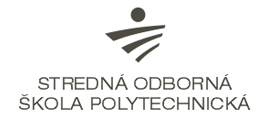 STREDNÁ ODBORNÁ
ŠKOLA POLYTECHNICKÁ